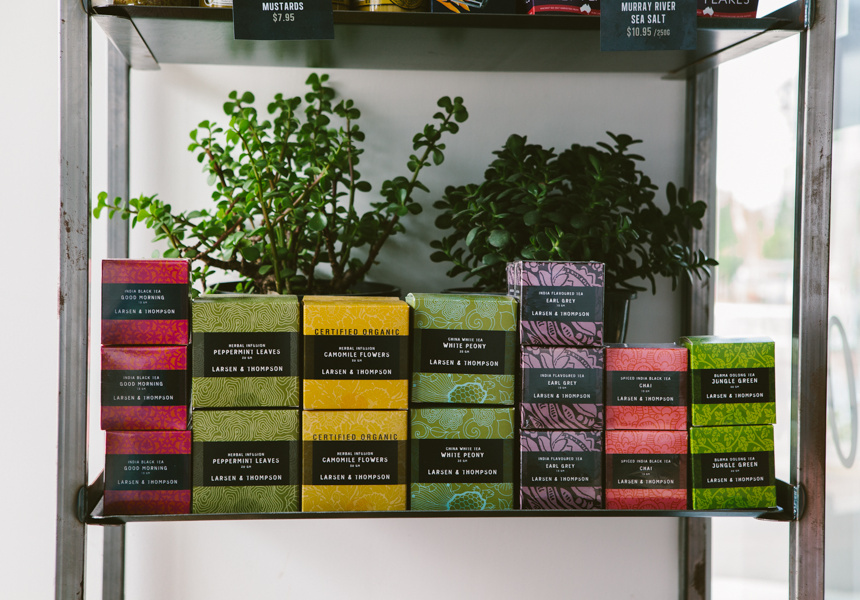 MUSTARDS
$7.95
MURRAY RIVER
SEA SALT
$10.95 /250G
FLAKES
INDIA BLACK TEA
GOOD MORNING
LARSEN & THOMPSON
INDIA BLACK TEA
GOOD MORNING
LARSEN & THOMPSON
INDIA BLACK TEA
GOOD MORNING
LARSEN & THOMPSON
HERBAL INFUSION
PEPPERMINT LEAVES
LARSEN & THOMPSON
HERBAL INFUSION
PEPPERMINT LEAVES
LARSEN & THOMPSON
CERTIFIED ORGANIC
HERBAL INFUSION
CAMOMILE FLOWERS
LARSEN & THOMPSON
CERTIFIED ORGANIC
HERBAL INFUSION
CAMOMILE FLOWERS
LARSEN & THOMPSON
CHINA WHITE TEA
WHITE PEONY
LARSEN & THOMPSON
CHINA WHITE TEA
WHITE PEONY
LARSEN & THOMPSON
INDIA FLAVOURED TEA
EARL GREY
LARSEN & THOMPSON
INDIA FLAVOURED TEA
EARL GREY
LARSEN & THOMPSON
INDIA FLAVOURED TEA
EARL GREY
LARSEN & THOMPSON
SPICED INDIA BLACK TEA
CHAI
LARSEN & THOMPSON
SPICED INDIA BLACK TEA
CHAI
LARSEN & THOMPSON
BURMA OOLONG TEA
JUNGLE GREEN
LARSEN & THOMPSON
BURMA OOLONG TEA
JUNGLE GREEN
LARSEN & THOMPSON